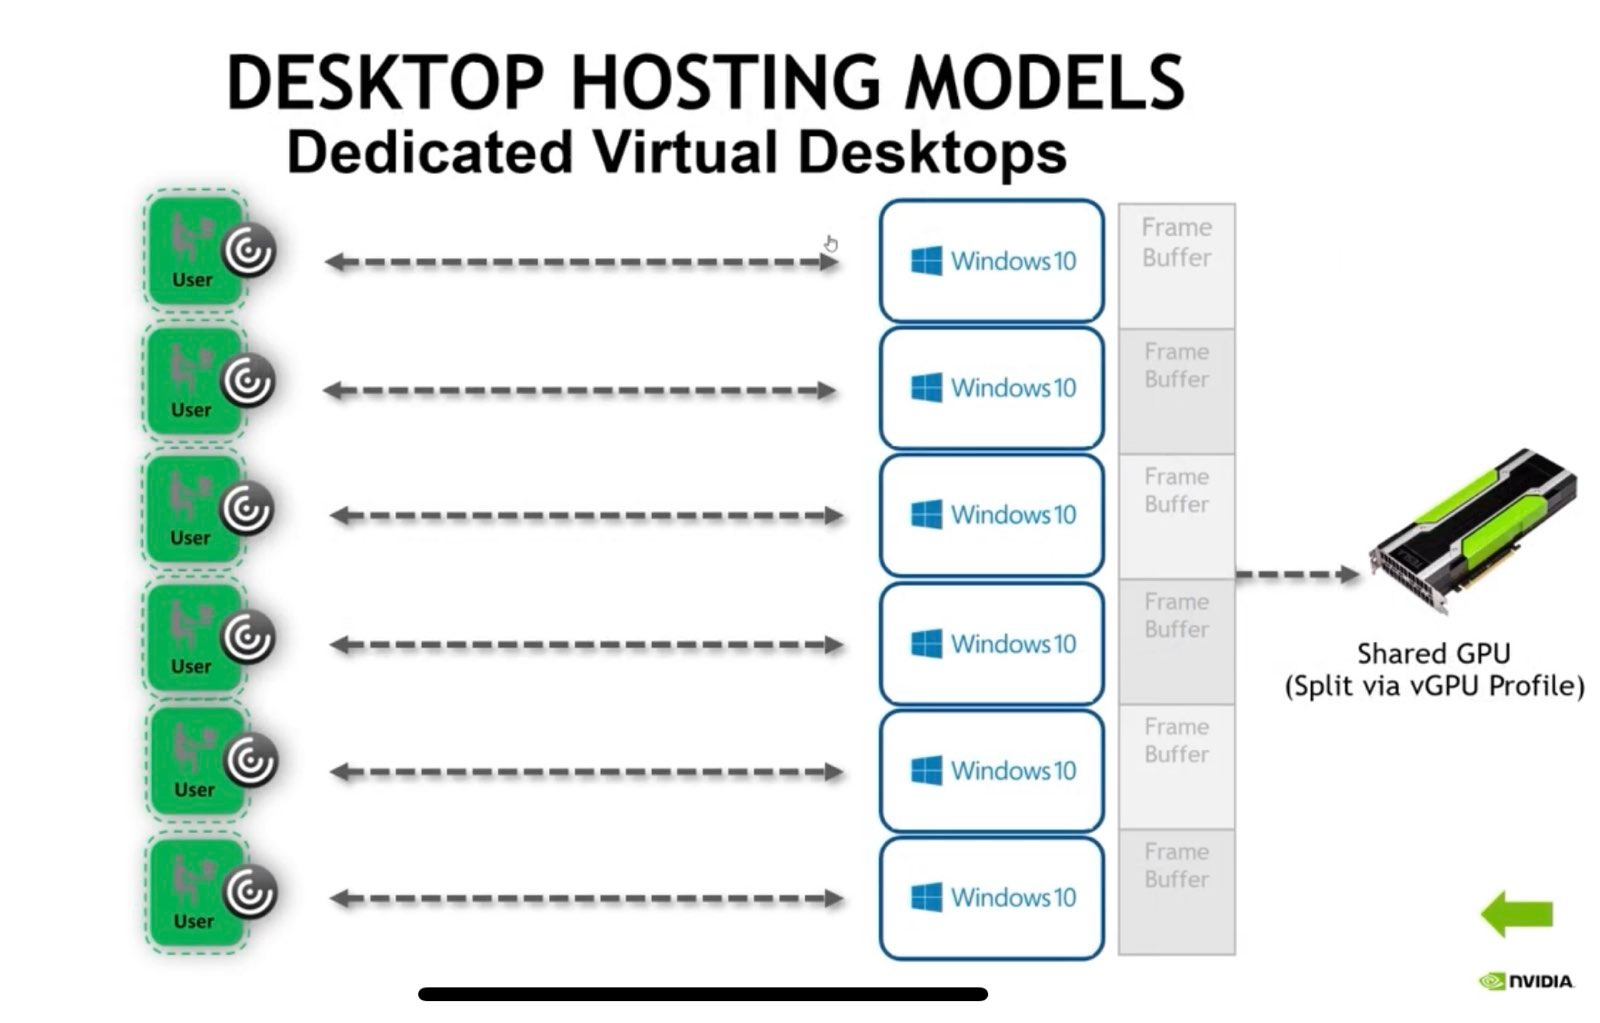 DESKTOP HOSTING MODELS
Dedicated Virtual Desktops
User
Windows 10
Frame
Buffer
User
Windows 10
Frame
Buffer
User
Windows 10
Frame
Buffer
User
Windows 10
Frame
Buffer
User
Windows 10
Frame
Buffer
User
Windows 10
Frame
Buffer
Shared GPU
(Split via vGPU Profile)
NVIDIA